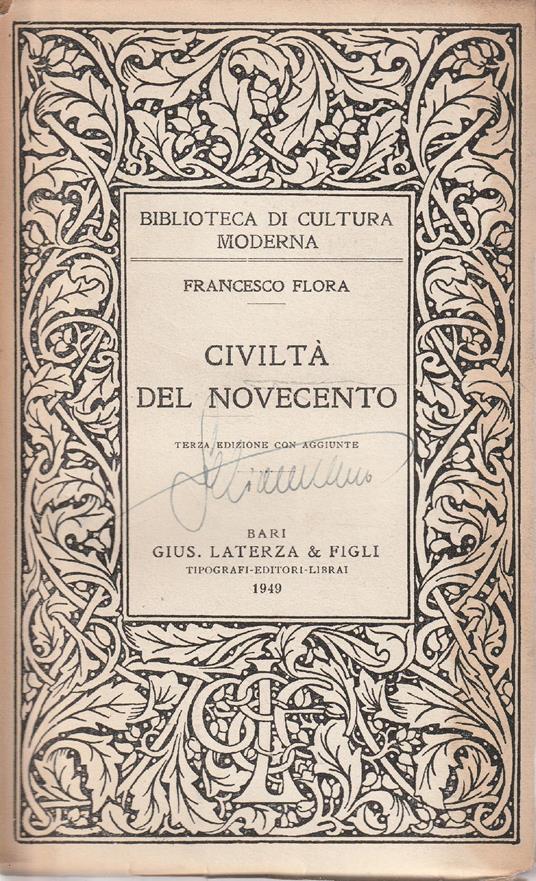 BIBLIOTECA DI CULTURA
MODERNA
FRANCESCO FLORA
CIVILTÀ
DEL NOVECENTO
TERZA EDIZIONE CON AGGIUNTE
BARI
GIUS. LATERZA & FIGLI
TIPOGRAFI-EDITORI-LIBRAI
1949